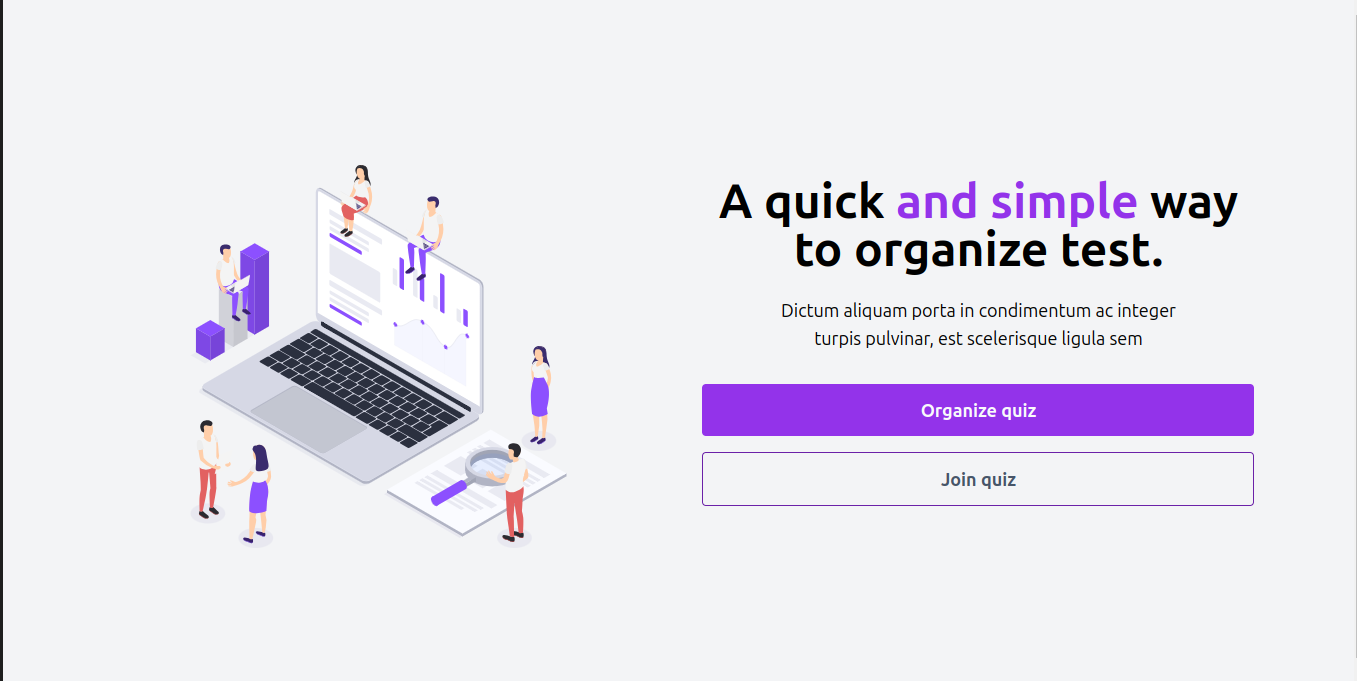 A quick and simple way
to organize test.
Dictum aliquam porta in condimentum ac integer
turpis pulvinar, est scelerisque ligula sem
Organize quiz
Join quiz